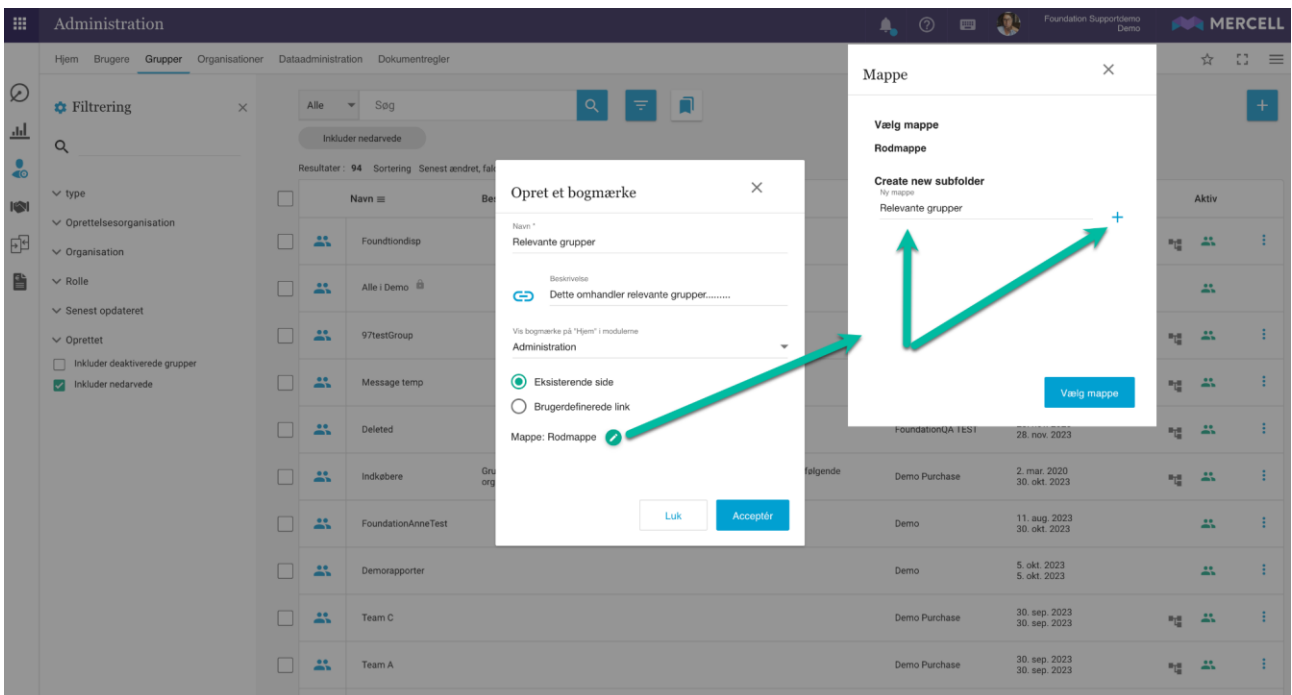 Administration
Foundation Supportdemo
Demo
MERCELL
Hjem Brugere Grupper Organisationer Dataadministration Dokumentregler
Filtrering
type
Oprettelsesorganisation
Organisation
Rolle
Senest opdateret
Oprettet
Inkluder deaktiverede grupper
Inkluder nedarvede
Alle Søg
Inkluder nedarvede
Resultater : 94 Sortering Senest ændret,
Navn Aktiv
Foundtiondisp
Alle i Demo
97testGroup
Message temp
Deleted FoundationQA TEST 28. nov. 2023
Indkøbere følgende Demo Purchase 2. mar. 2020
30. okt. 2023
FoundationAnneTest Demo 11. aug. 2023
30. okt. 2023
Demorapporter Demo 5. okt. 2023
5. okt. 2023
Team C Demo Purchase 30. sep. 2023
30. sep. 2023
Team A Demo Purchase 30. sep. 2023
30. sep. 2023
Opret et bogmærke
Navn *
Relevante grupper
Beskrivelse
Dette omhandler relevante grupper.........
Vis bogmærke på "Hjem" i modulerne
Administration
Eksisterende side
Brugerdefinerede link
Mappe: Rodmappe
Luk Acceptér
Mappe
Vælg mappe
Rodmappe
Create new subfolder
Ny mappe
Relevante grupper
Vælg mappe